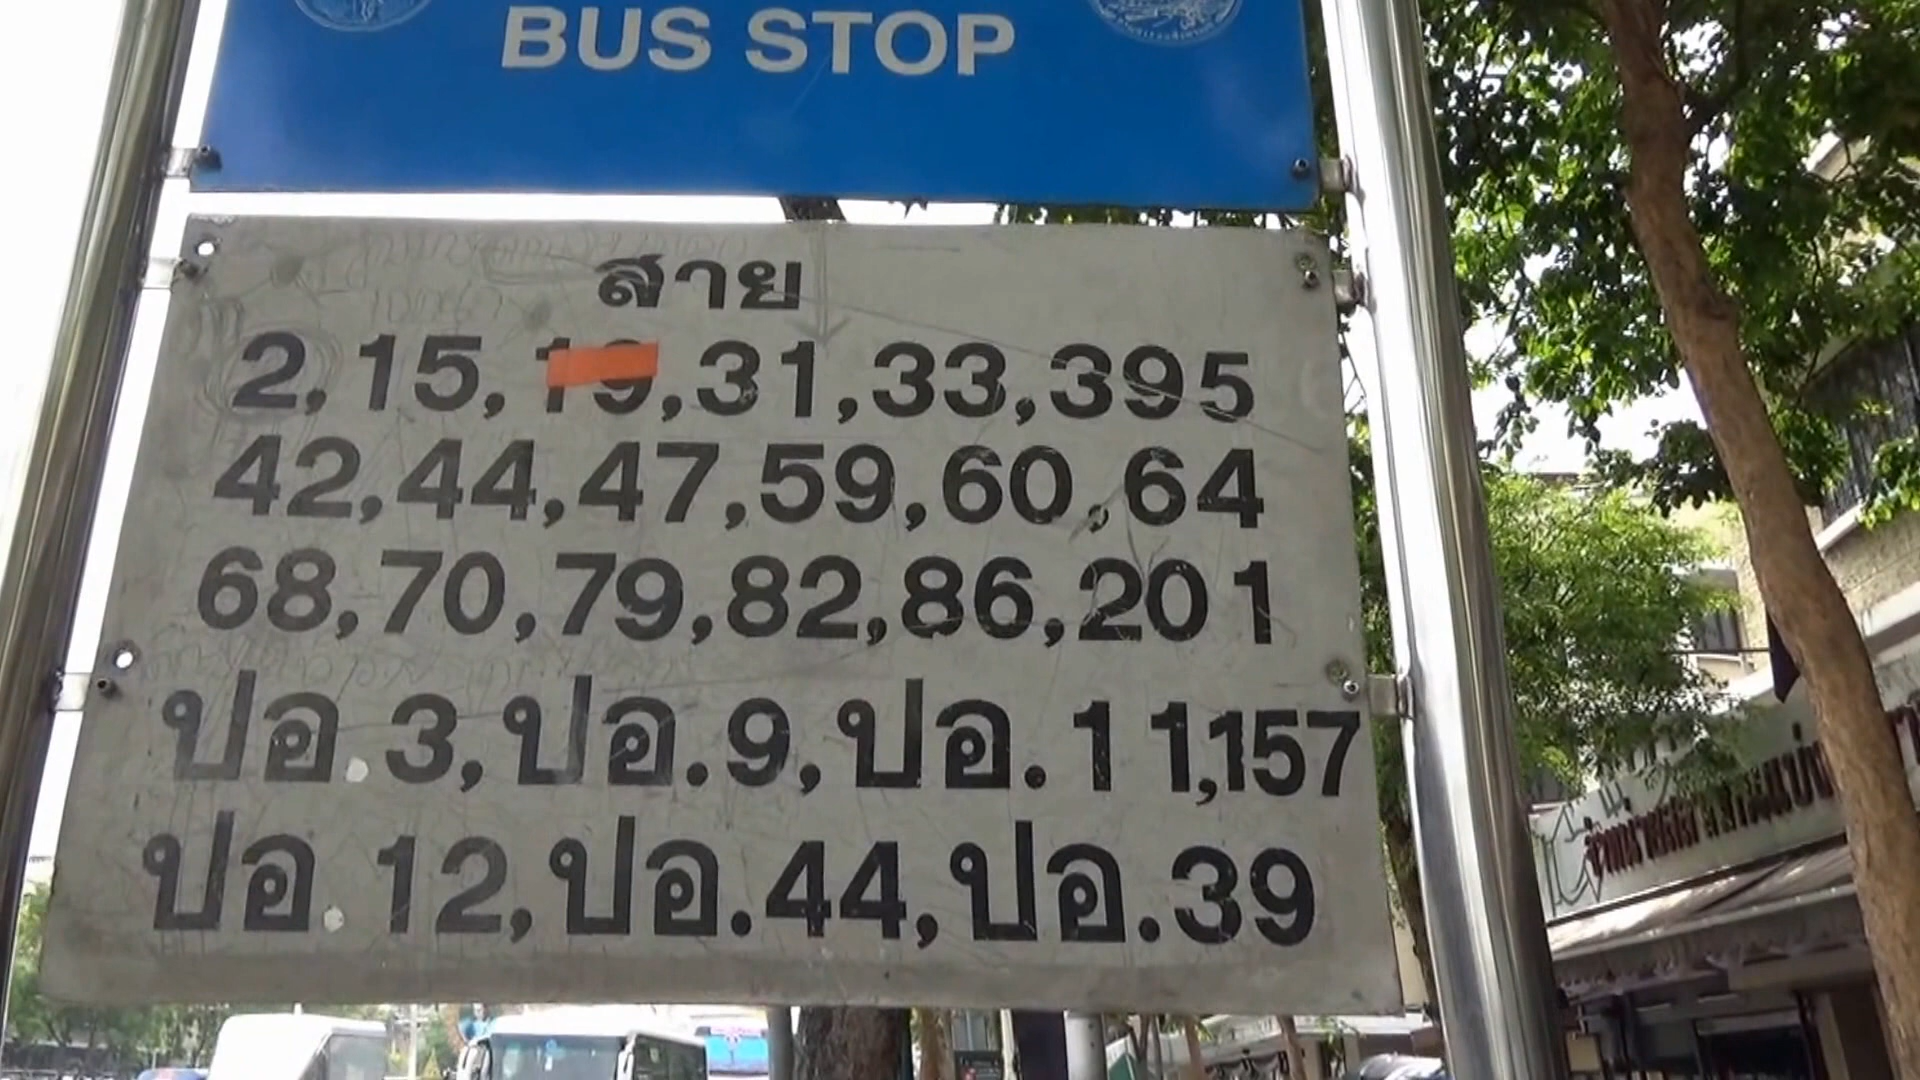 BUS STOP
สาย
2,15, 19,31,33,395
42,44,47,59,60,64
68,70,79,82,86,201
ปอ.3,ปอ.9,ปอ.11,157
ปอ.12,ปอ.44,ปอ.39